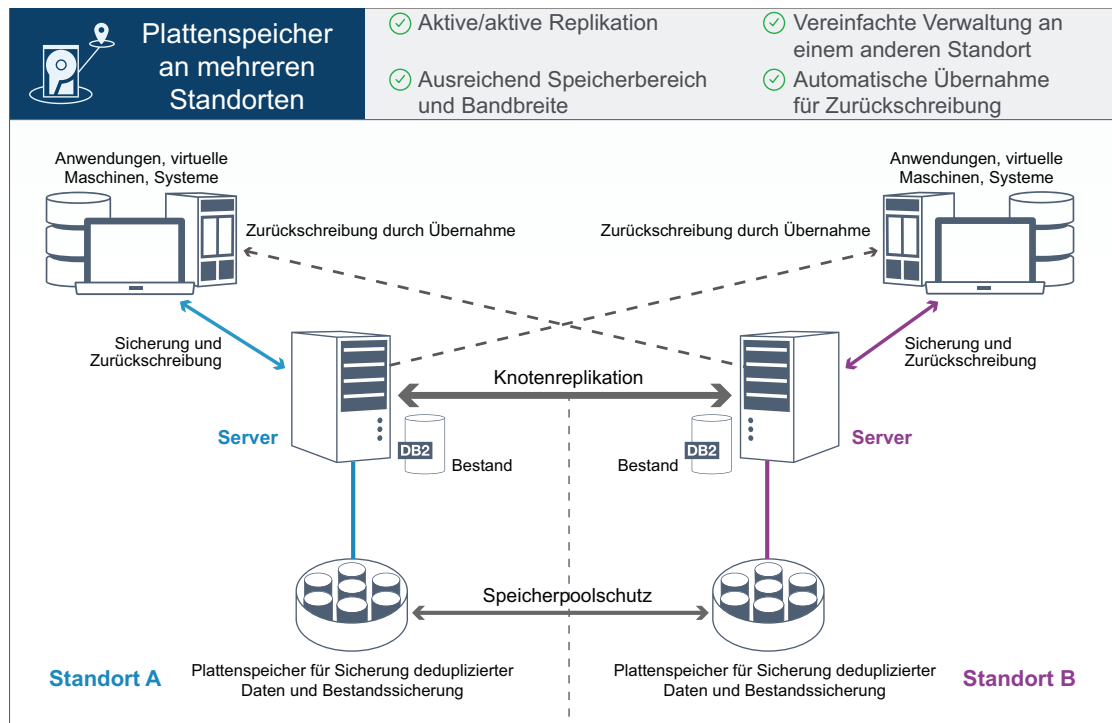 Plattenspeicher
an mehreren
Standorten
Aktive/aktive Replikation
Ausreichend Speicherbereich
und Bandbreite
Vereinfachte Verwaltung an
einem anderen Standort
Automatische Übernahme
für Zurückschreibung
Anwendungen, virtuelle
Maschinen, Systeme
Anwendungen, virtuelle
Maschinen, Systeme
Zurückschreibung durch Übernahme
Zurückschreibung durch Übernahme
Sicherung und
Zurückschreibung
Sicherung und
Zurückschreibung
Knotenreplikation
Server
Server
DB2
Bestand
DB2
Bestand
Speicherpoolschutz
Plattenspeicher für Sicherung deduplizierter
Daten und Bestandssicherung
Plattenspeicher für Sicherung deduplizierter
Daten und Bestandssicherung
Standort A
Standort B